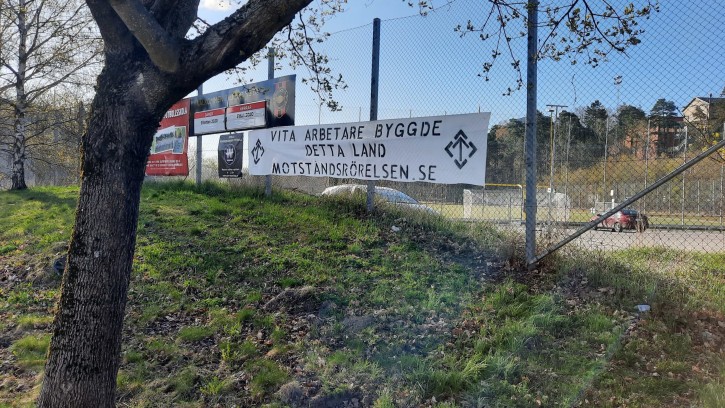 VITA ARBETARE BYGGDE
DETTA LAND
MOTSTANDSRÖRELSEN.SE